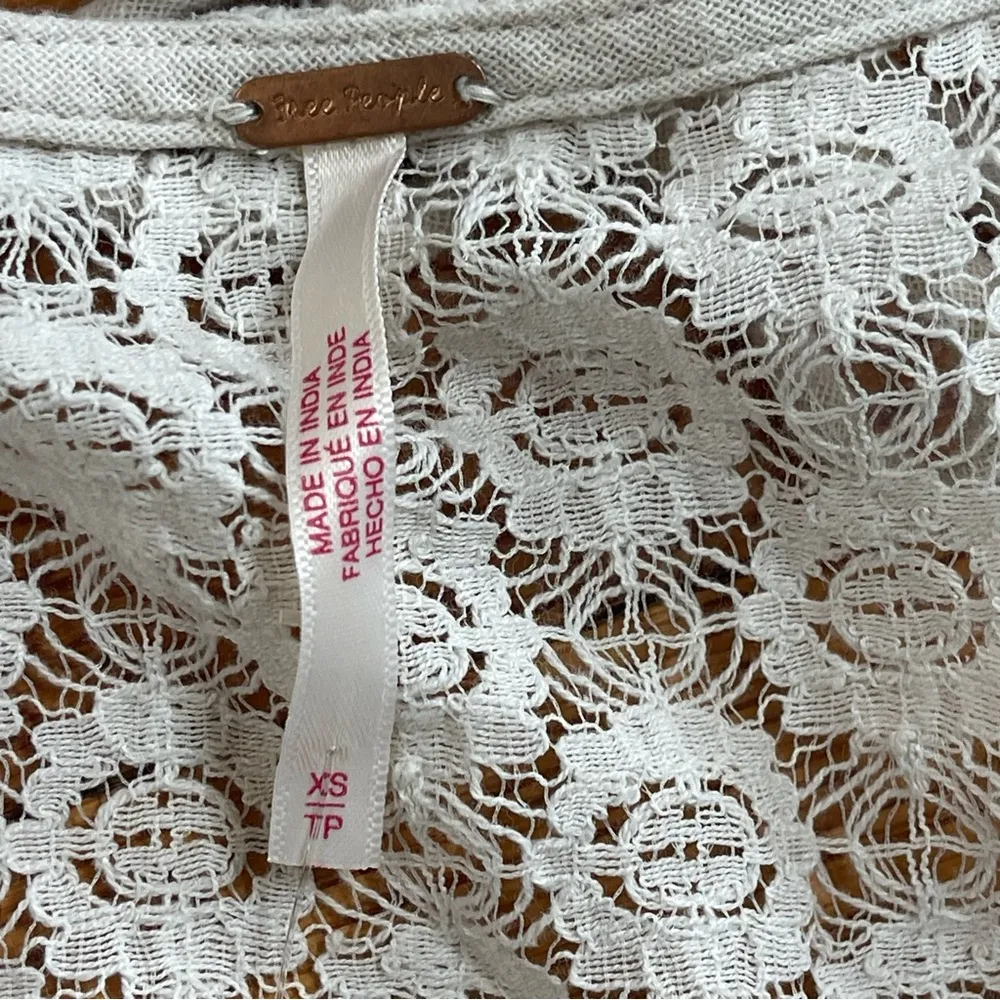 Free People
MADE IN INDIA
FABRIQUÉ EN INDE
HECHO EN INDIA
XS
TP